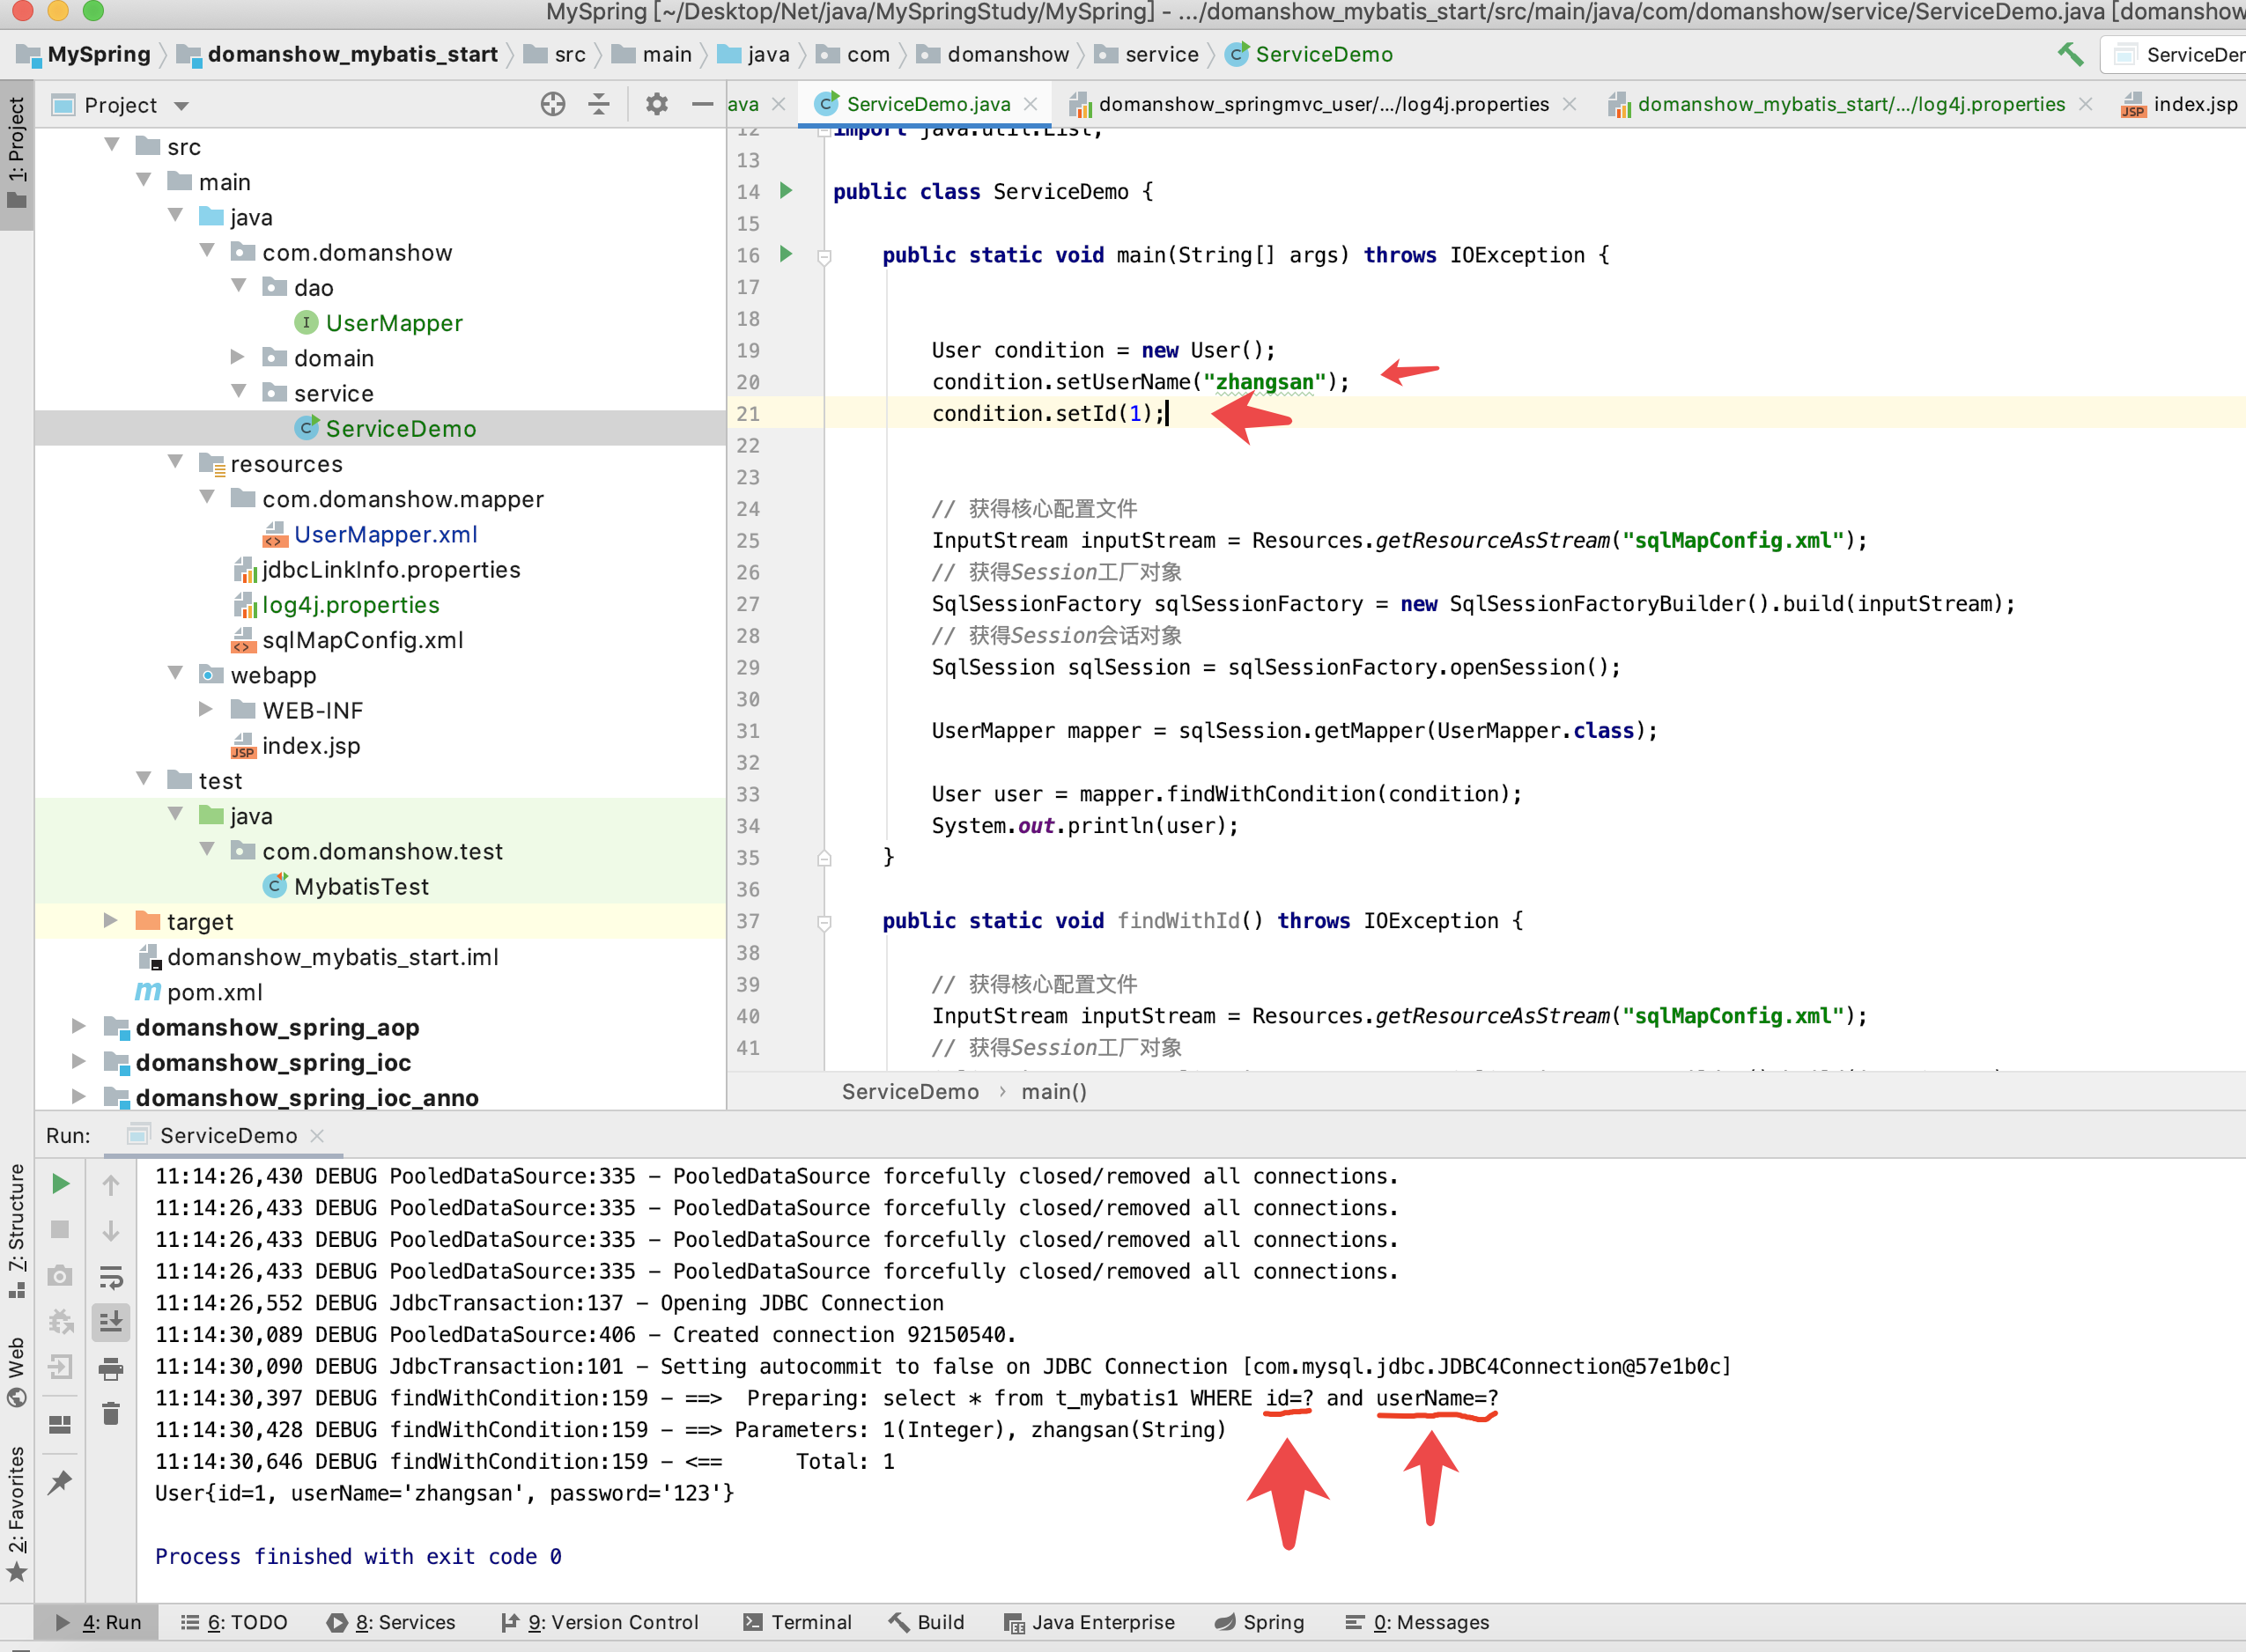 MySpring [~/Desktop/Net/java/MySpringStudy/MySpring] - .../domanshow_mybatis_start/src/main/java/com/domanshow/service/ServiceDemo.java [domanshow
MySpring domanshow_mybatis_start src main java com domanshow service ServiceDemo ServiceDe
1: Project
Project
ava ServiceDemo.java domanshow_springmvc_user/.../log4j.properties domanshow_mybatis_start/.../log4j.properties index.jsp
src
main
java
com.domanshow
dao
UserMapper
domain
service
ServiceDemo
resources
com.domanshow.mapper
UserMapper.xml
jdbcLinkInfo.properties
log4j.properties
sqlMapConfig.xml
webapp
WEB-INF
index.jsp
test
java
com.domanshow.test
MybatisTest
target
domanshow_mybatis_start.iml
pom.xml
domanshow_spring_aop
domanshow_spring_ioc
domanshow_spring_ioc_anno
12 import java.util.List;
13
14 public class ServiceDemo {
15
16 public static void main(String[] args) throws IOException {
17
18
19 User condition = new User();
20 condition.setUserName("zhangsan");
21 condition.setId(1);
22
23
24 // 获得核心配置文件
25 InputStream inputStream = Resources.getResourceAsStream("sqlMapConfig.xml");
26 // 获得Session工厂对象
27 SqlSessionFactory sqlSessionFactory = new SqlSessionFactoryBuilder().build(inputStream);
28 // 获得Session会话对象
29 SqlSession sqlSession = sqlSessionFactory.openSession();
30
31 UserMapper mapper = sqlSession.getMapper(UserMapper.class);
32
33 User user = mapper.findWithCondition(condition);
34 System.out.println(user);
35 }
36
37 public static void findWithId() throws IOException {
38
39 // 获得核心配置文件
40 InputStream inputStream = Resources.getResourceAsStream("sqlMapConfig.xml");
41 // 获得Session工厂对象
ServiceDemo › main()
Run: ServiceDemo
11:14:26,430 DEBUG PooledDataSource:335 - PooledDataSource forcefully closed/removed all connections.
11:14:26,433 DEBUG PooledDataSource:335 - PooledDataSource forcefully closed/removed all connections.
11:14:26,433 DEBUG PooledDataSource:335 - PooledDataSource forcefully closed/removed all connections.
11:14:26,433 DEBUG PooledDataSource:335 - PooledDataSource forcefully closed/removed all connections.
11:14:26,552 DEBUG JdbcTransaction:137 - Opening JDBC Connection
11:14:30,089 DEBUG PooledDataSource:406 - Created connection 92150540.
11:14:30,090 DEBUG JdbcTransaction:101 - Setting autocommit to false on JDBC Connection [com.mysql.jdbc.JDBC4Connection@57e1b0c]
11:14:30,397 DEBUG findWithCondition:159 - ==>  Preparing: select * from t_mybatis1 WHERE id=? and userName=?
11:14:30,428 DEBUG findWithCondition:159 - ==> Parameters: 1(Integer), zhangsan(String)
11:14:30,646 DEBUG findWithCondition:159 - <==      Total: 1
User{id=1, userName='zhangsan', password='123'}
Process finished with exit code 0
7: Structure
Web
2: Favorites
4: Run 6: TODO 8: Services 9: Version Control Terminal Build Java Enterprise Spring 0: Messages